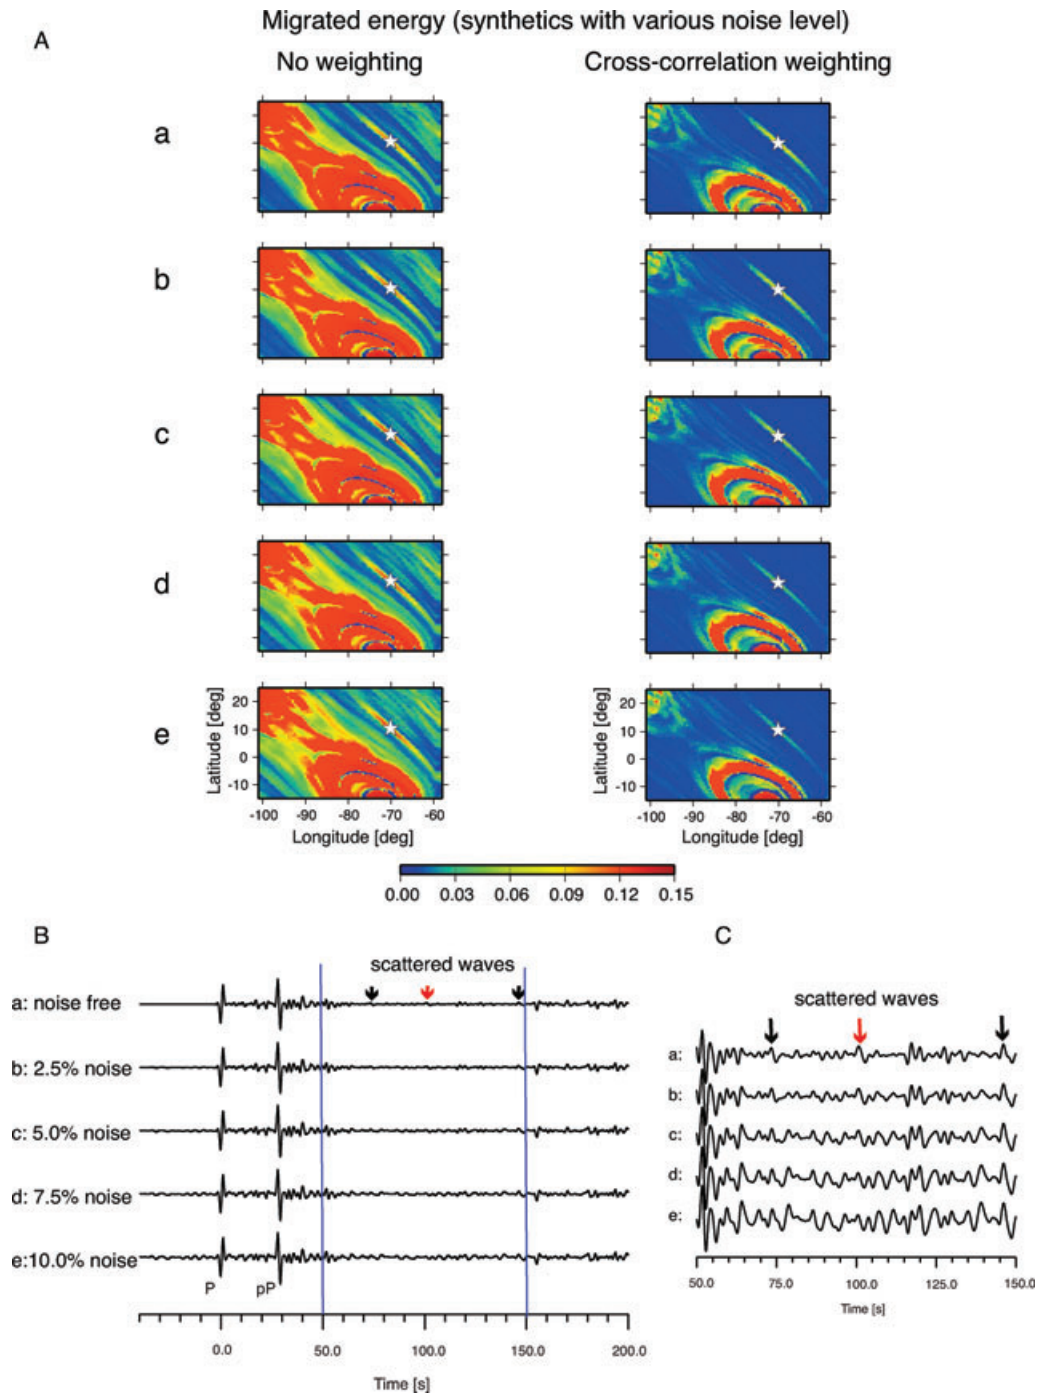 Migrated energy (synthetics with various noise level)
A
No weighting
Cross-correlation weighting
a
b
c
d
e
20
10
0
-10
Latitude [deg]
-100 -90 -80 -70 -60
Longitude [deg]
20
10
0
-10
Latitude [deg]
-100 -90 -80 -70 -60
Longitude [deg]
0.00 0.03 0.06 0.09 0.12 0.15
B
scattered waves
a: noise free
b: 2.5% noise
c: 5.0% noise
d: 7.5% noise
e:10.0% noise
P
pP
0.0 50.0 100.0 150.0 200.0
Time [s]
C
scattered waves
a:
b:
c:
d:
e:
50.0 75.0 100.0 125.0 150.0
Time [s]